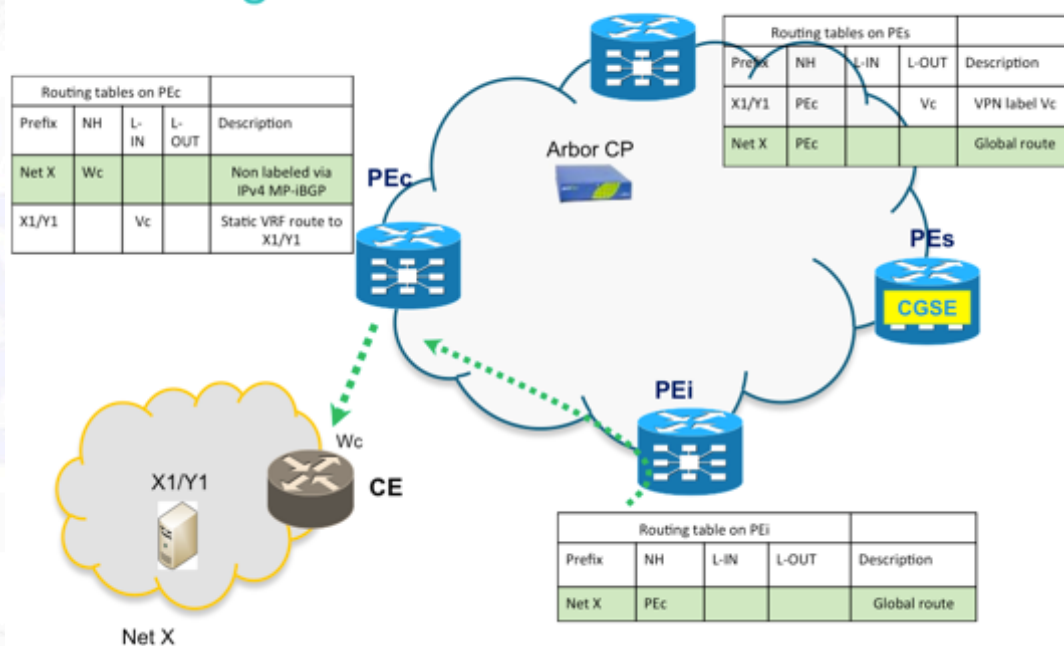 Routing tables on PEs
Prefix NH L-IN L-OUT Description
X1/Y1 PEc Vc VPN label Vc
Net X PEc Global route
Routing tables on PEc
Prefix NH L-IN L-OUT Description
Net X Wc Non labeled via IPv4 MP-iBGP
X1/Y1 Vc Static VRF route to X1/Y1
Arbor CP
PEc
PEs
CGSE
PEi
Wc
CE
X1/Y1
Net X
Routing table on PEi
Prefix NH L-IN L-OUT Description
Net X PEc Global route